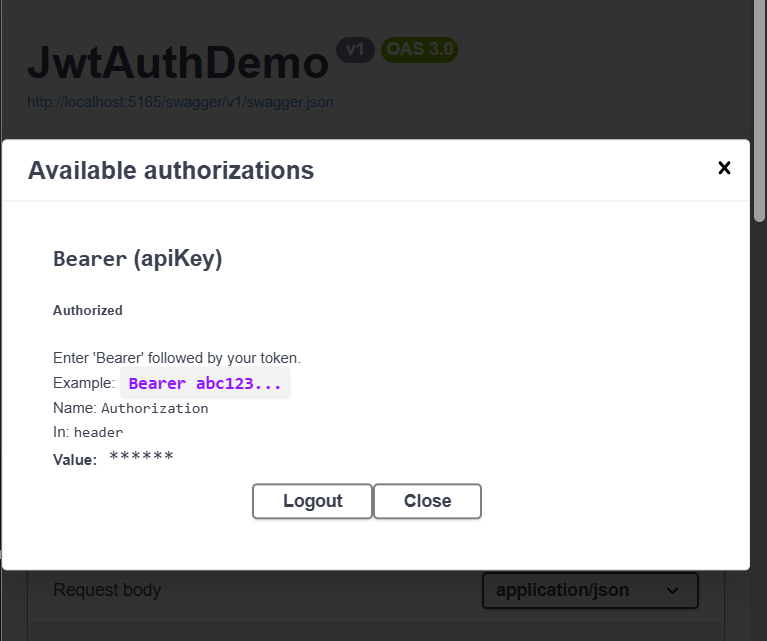 JwtAuthDemo v1 OAS 3.0
http://localhost:5165/swagger/v1/swagger.json
Available authorizations
Bearer (apiKey)
Authorized
Enter 'Bearer' followed by your token.
Example: Bearer abc123...
Name: Authorization
In: header
Value: ******
Logout Close
Request body application/json